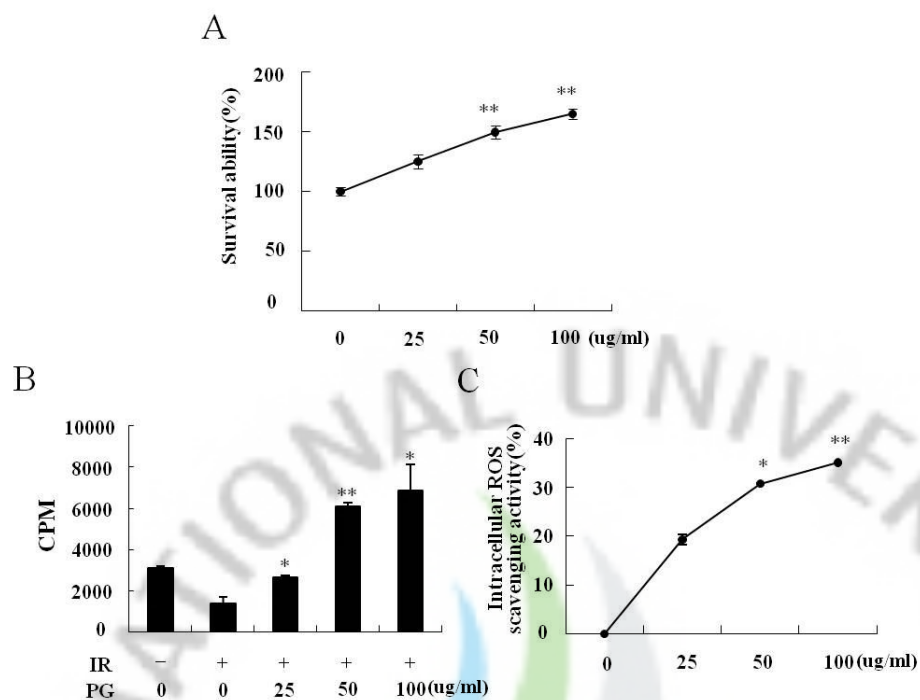 A
Survival ability(%)
200
150
100
50
0
**
**
0 25 50 100 (ug/ml)
B
CPM
10000
8000
6000
4000
2000
0
*
**
*
IR − + + + +
PG 0 0 25 50 100(ug/ml)
C
Intracellular ROS
scavenging activity(%)
40
30
20
10
0
*
**
0 25 50 100 (ug/ml)
NATIONAL